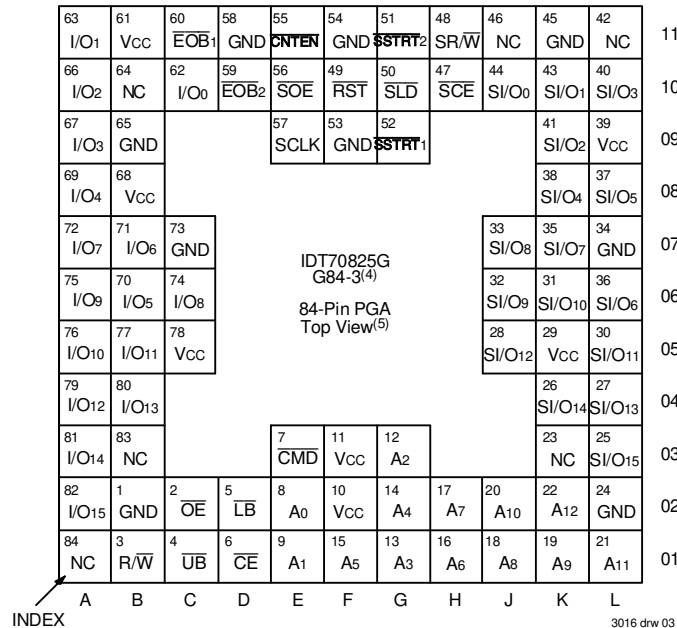 63 61 60 58 55 54 51 48 46 45 42
I/O1 VCC EOB1 GND CNTEN GND SSTRT2 SR/W NC GND NC 11
66 64 62 59 56 49 50 47 44 43 40
I/O2 NC I/O0 EOB2 SOE RST SLD SCE SI/O0 SI/O1 SI/O3 10
67 65 57 53 52 41 39
I/O3 GND SCLK GND SSTRT1 SI/O2 VCC 09
69 68 38 37
I/O4 VCC SI/O4 SI/O5 08
72 71 73 33 35 34
I/O7 I/O6 GND SI/O8 SI/O7 GND 07
IDT70825G
G84-3(4)
75 70 74 32 31 36
I/O9 I/O5 I/O8 SI/O9 SI/O10 SI/O6 06
84-Pin PGA
Top View(5)
76 77 78 28 29 30
I/O10 I/O11 VCC SI/O12 VCC SI/O11 05
79 80 26 27
I/O12 I/O13 SI/O14 SI/O13 04
81 83 7 11 12 23 25
I/O14 NC CMD VCC A2 NC SI/O15 03
82 1 2 5 8 10 14 17 20 22 24
I/O15 GND OE LB A0 VCC A4 A7 A10 A12 GND 02
84 3 4 6 9 15 13 16 18 19 21
NC R/W UB CE A1 A5 A3 A6 A8 A9 A11 01
A B C D E F G H J K L
INDEX
3016 drw 03